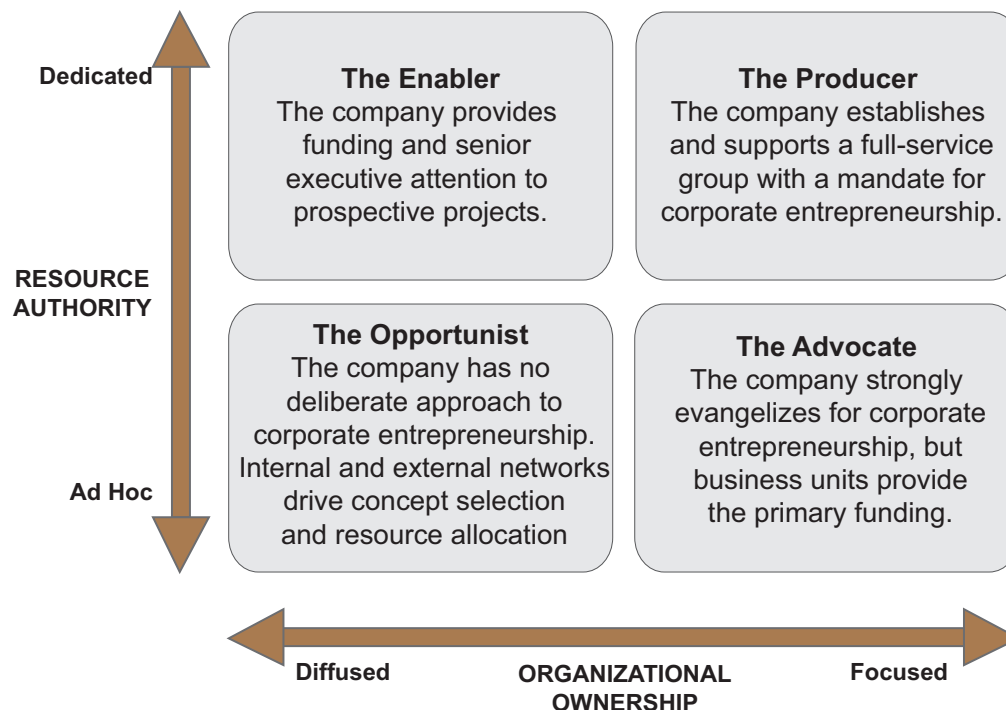 Dedicated
RESOURCE
AUTHORITY
Ad Hoc
The Enabler
The company provides
funding and senior
executive attention to
prospective projects.
The Producer
The company establishes
and supports a full-service
group with a mandate for
corporate entrepreneurship.
The Opportunist
The company has no
deliberate approach to
corporate entrepreneurship.
Internal and external networks
drive concept selection
and resource allocation
The Advocate
The company strongly
evangelizes for corporate
entrepreneurship, but
business units provide
the primary funding.
Diffused
ORGANIZATIONAL
OWNERSHIP
Focused